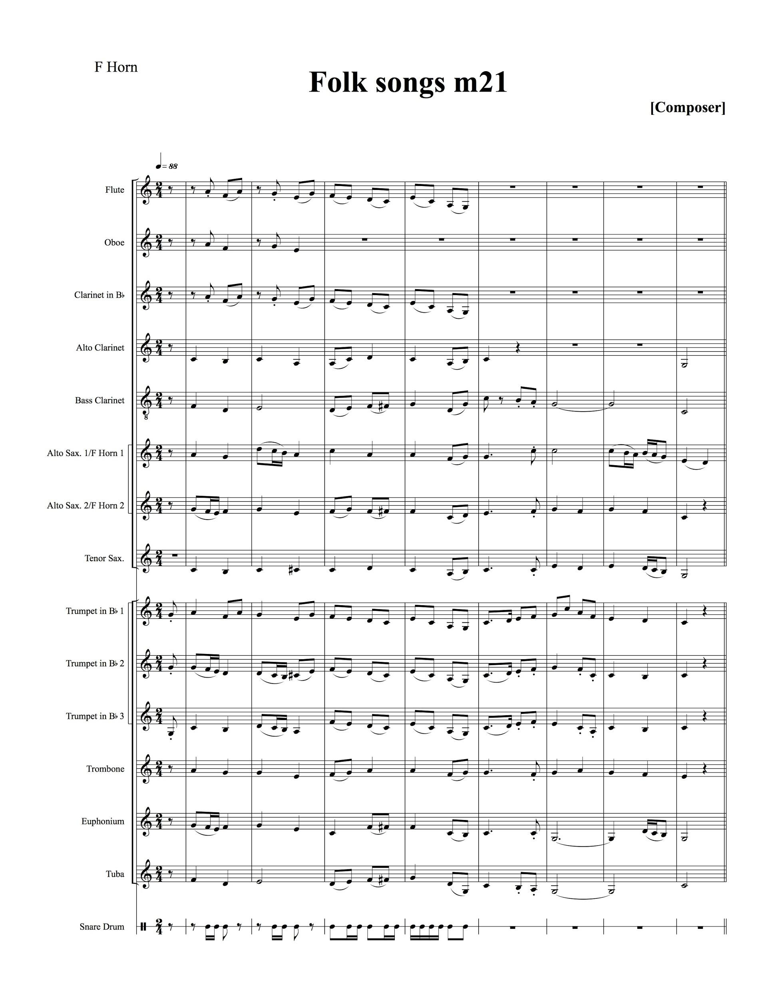 F Horn
Folk songs m21
[Composer]
= 88
Flute
Oboe
Clarinet in B♭
Alto Clarinet
Bass Clarinet
8
Alto Sax. 1/F Horn 1
Alto Sax. 2/F Horn 2
Tenor Sax.
Trumpet in B♭ 1
Trumpet in B♭ 2
Trumpet in B♭ 3
Trombone
Euphonium
Tuba
Snare Drum